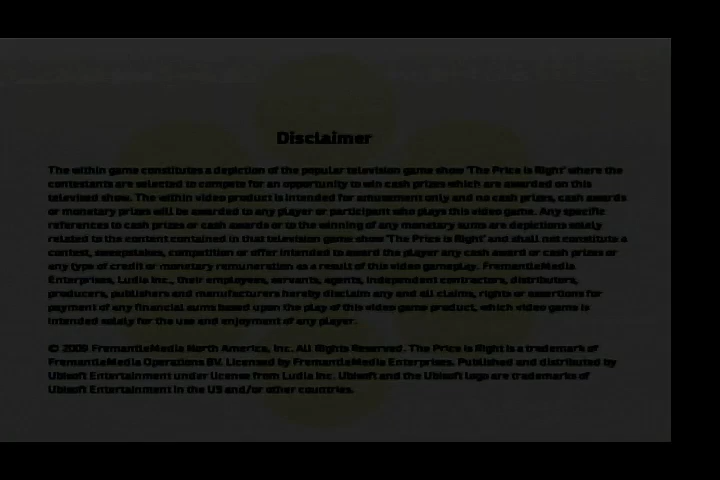 Disclaimer
The within game constitutes a depiction of the popular television game show 'The Price is Right' where the
contestants are selected to compete for an opportunity to win cash prizes which are awarded on this
televised show. The within video product is intended for amusement only and no cash prizes, cash awards
or monetary prizes will be awarded to any player or participant who plays this video game. Any specific
references to cash prizes or cash awards or to the winning of any monetary sums are depictions solely
related to the content contained in that television game show 'The Price is Right' and shall not constitute a
contest, sweepstakes, competition or offer intended to award the player any cash award or cash prizes or
any type of credit or monetary remuneration as a result of this video gameplay. FremantleMedia
Enterprises, Ludia Inc., their employees, servants, agents, independent contractors, distributors,
producers, publishers and manufacturers hereby disclaim any and all claims, rights or assertions for
payment of any financial sums based upon the play of this video game product, which video game is
intended solely for the use and enjoyment of any player.
© 2009 FremantleMedia North America, Inc. All Rights Reserved. The Price is Right is a trademark of
FremantleMedia Operations BV. Licensed by FremantleMedia Enterprises. Published and distributed by
Ubisoft Entertainment under license from Ludia Inc. Ubisoft and the Ubisoft logo are trademarks of
Ubisoft Entertainment in the US and/or other countries.